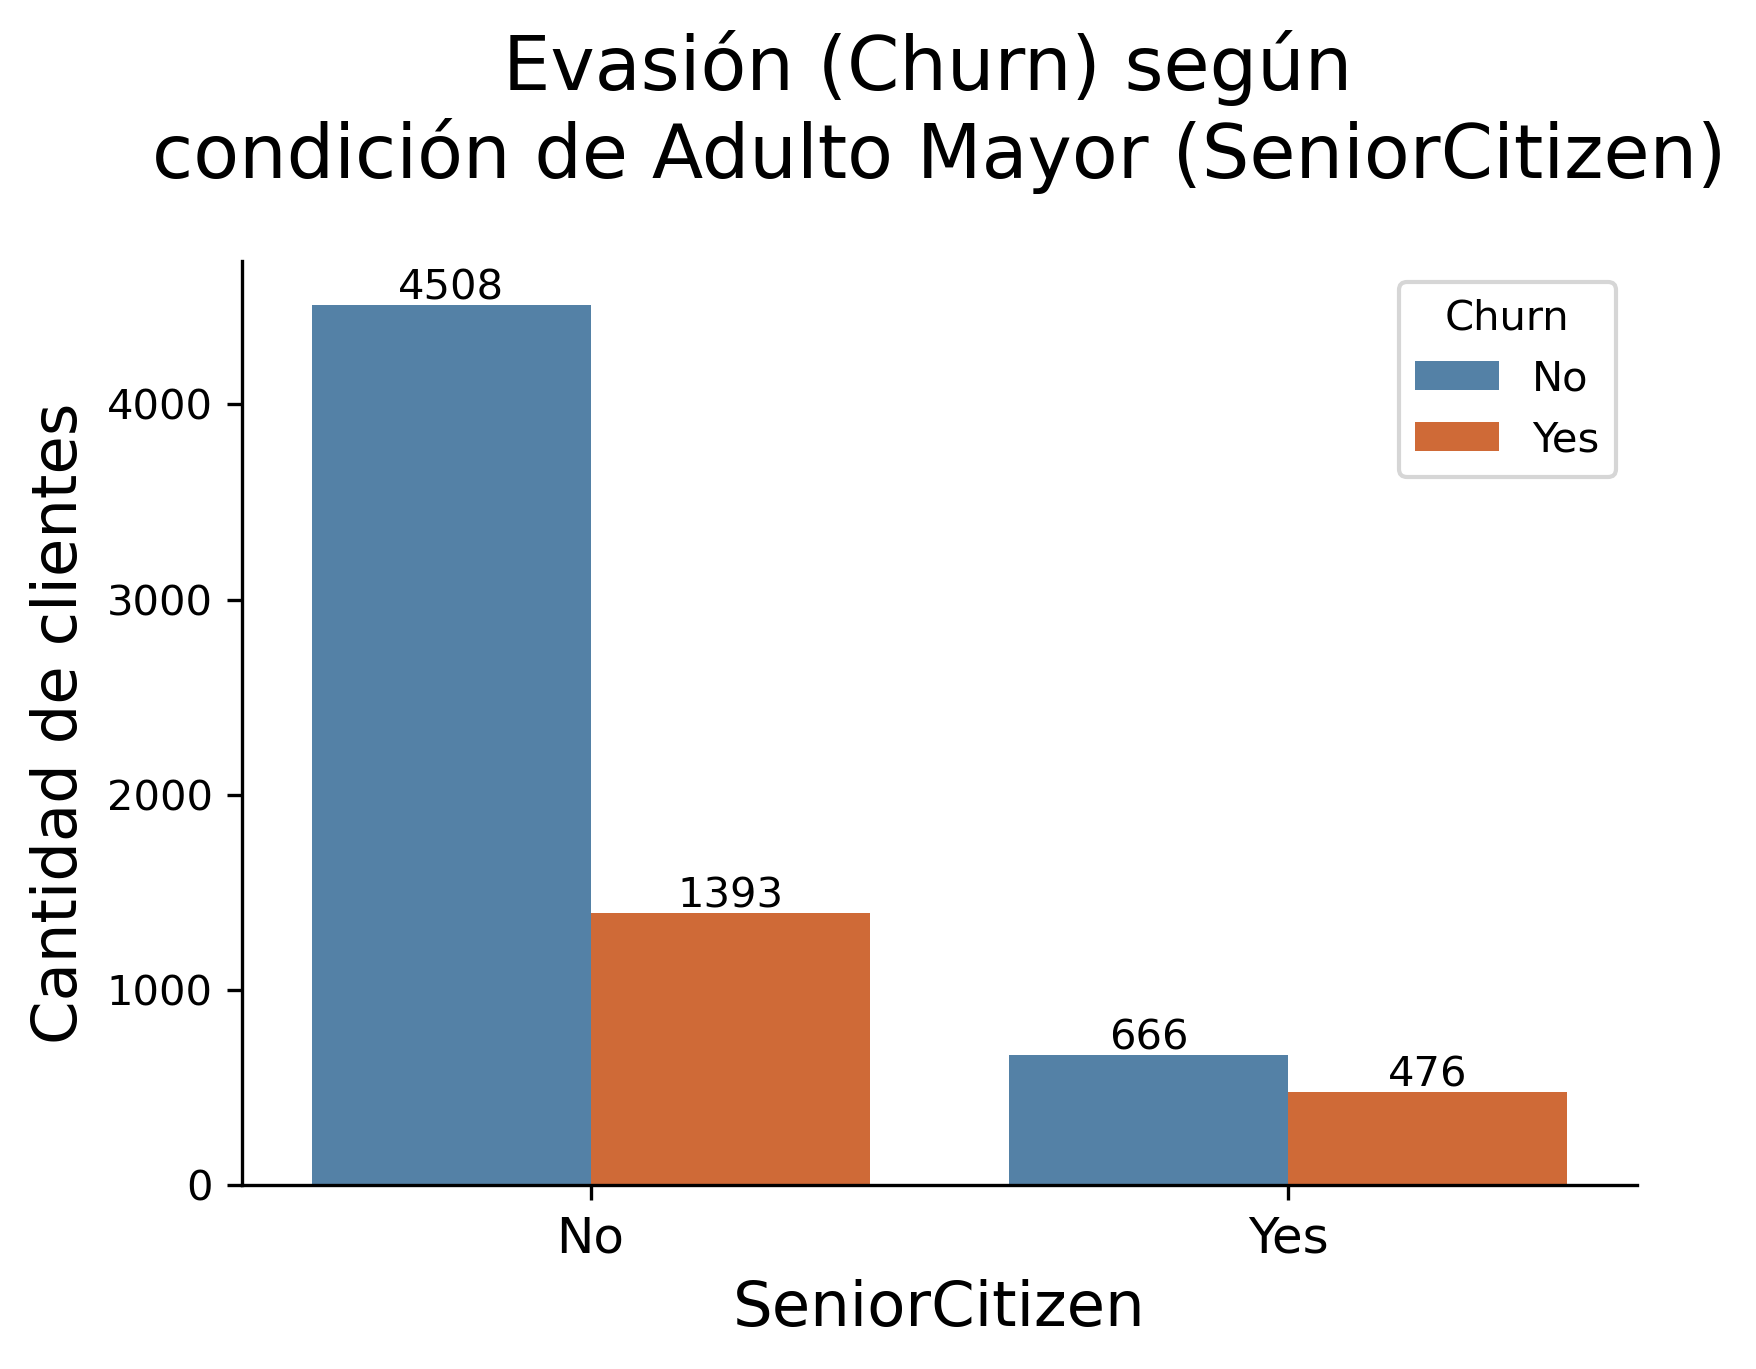 Evasión (Churn) según
condición de Adulto Mayor (SeniorCitizen)
Cantidad de clientes
4000
3000
2000
1000
0
4508
1393
666
476
Churn
No
Yes
No
Yes
SeniorCitizen